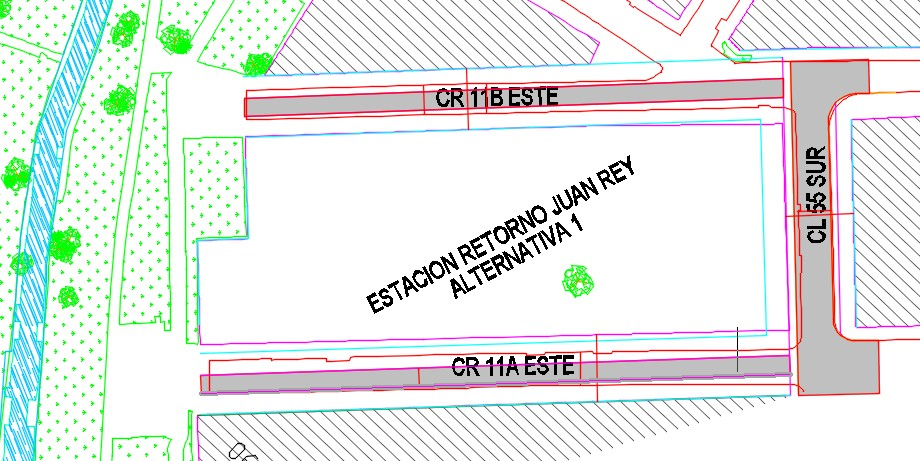 CR 11B ESTE
CL 55 SUR
ESTACION RETORNO JUAN REY
ALTERNATIVA 1
CR 11A ESTE